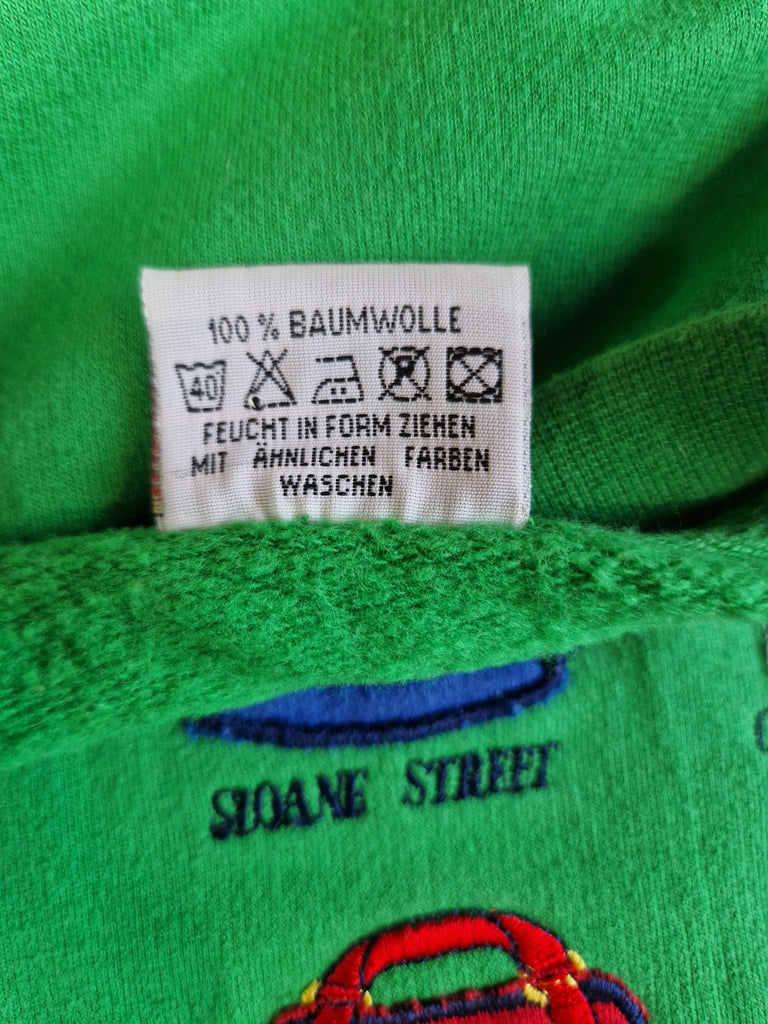 100 % BAUMWOLLE
40 P
FEUCHT IN FORM ZIEHEN
MIT ÄHNLICHEN FARBEN
WASCHEN
SLOANE STREET